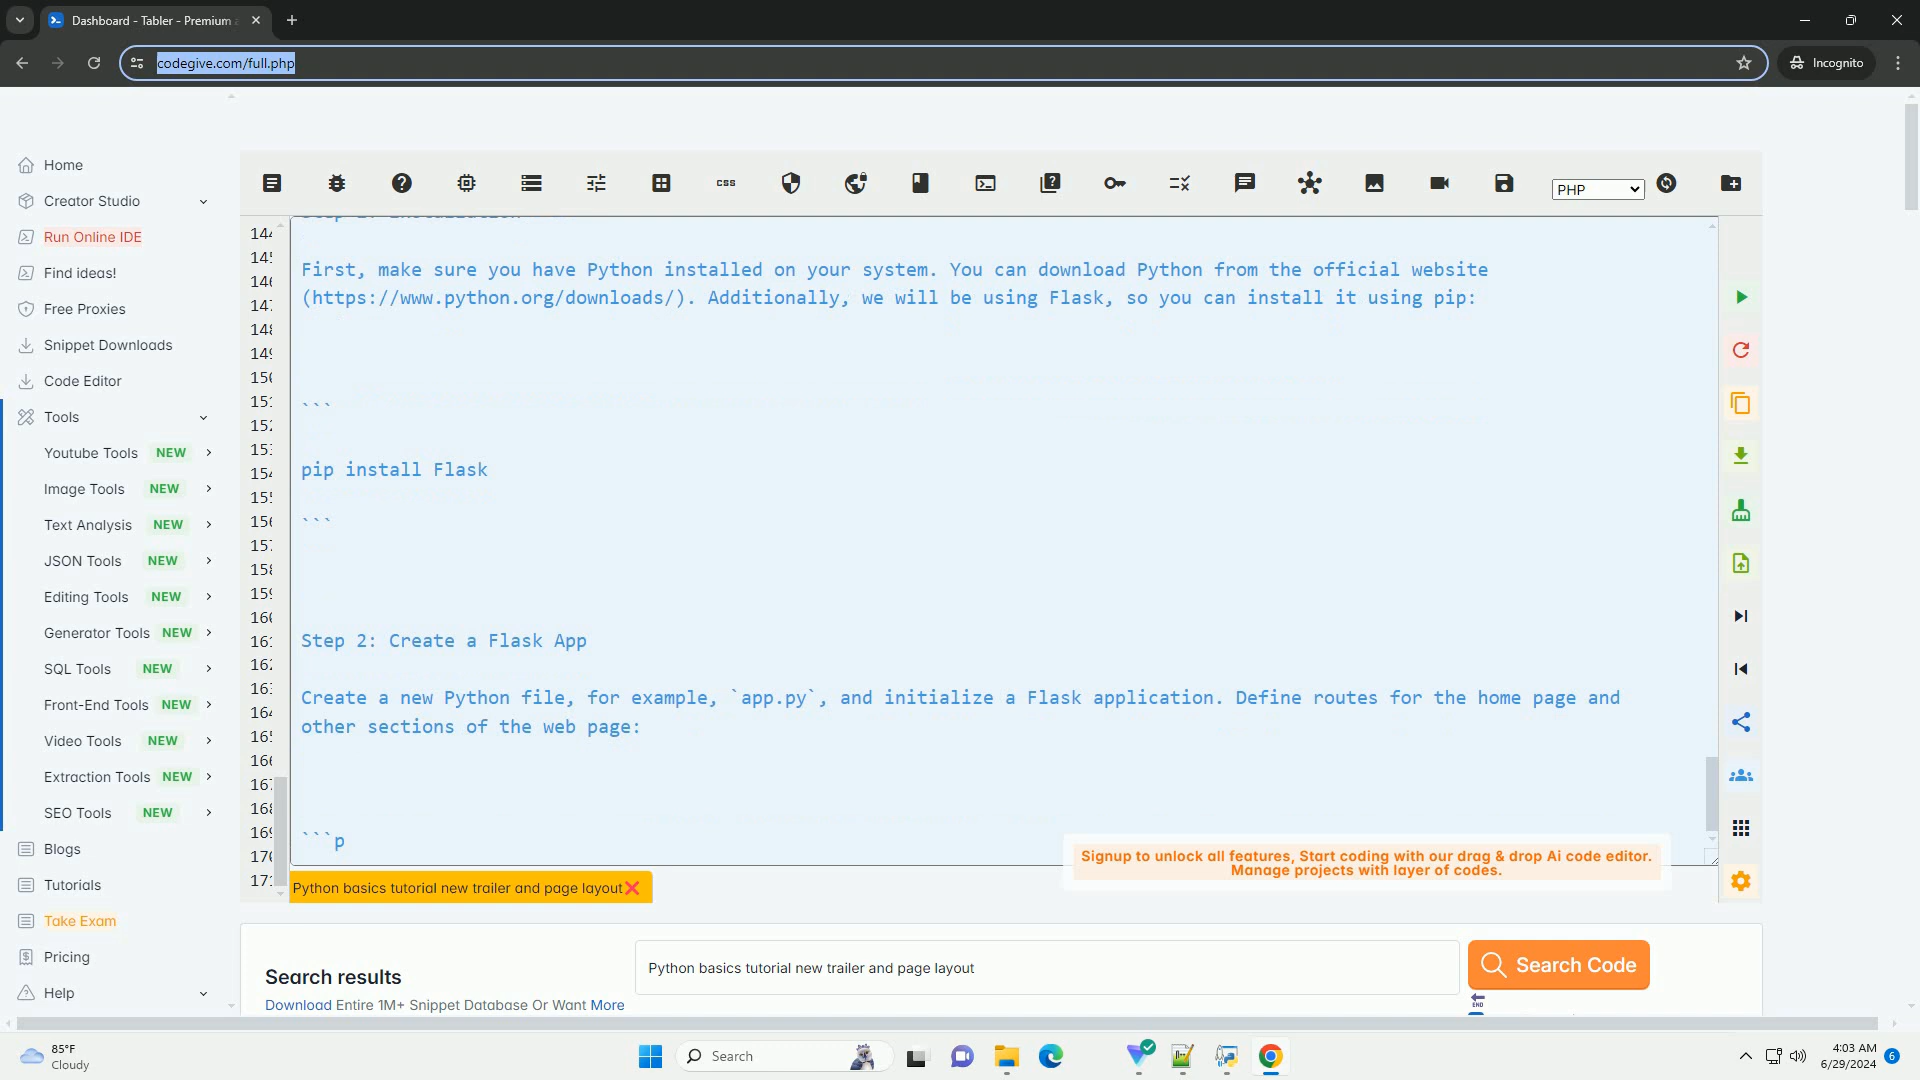 Dashboard - Tabler - Premium
codegive.com/full.php
Incognito
Home
Creator Studio
Run Online IDE
Find ideas!
Free Proxies
Snippet Downloads
Code Editor
Tools
Youtube Tools NEW
Image Tools NEW
Text Analysis NEW
JSON Tools NEW
Editing Tools NEW
Generator Tools NEW
SQL Tools NEW
Front-End Tools NEW
Video Tools NEW
Extraction Tools NEW
SEO Tools NEW
Blogs
Tutorials
Take Exam
Pricing
Help
css
PHP
First, make sure you have Python installed on your system. You can download Python from the official website
(https://www.python.org/downloads/). Additionally, we will be using Flask, so you can install it using pip:
```
pip install Flask
```
Step 2: Create a Flask App
Create a new Python file, for example, `app.py`, and initialize a Flask application. Define routes for the home page and
other sections of the web page:
```p
Signup to unlock all features, Start coding with our drag & drop Ai code editor.
Manage projects with layer of codes.
Python basics tutorial new trailer and page layout
Search results
Download Entire 1M+ Snippet Database Or Want More
Python basics tutorial new trailer and page layout
Search Code
END
85°F
Cloudy
Search
4:03 AM
6/29/2024
6